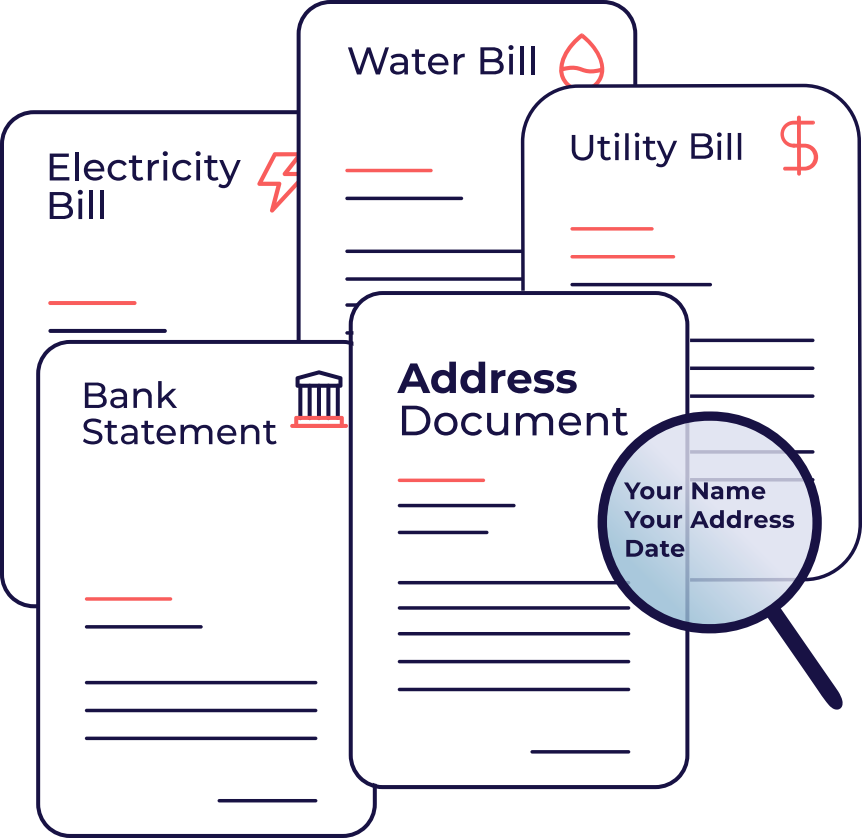 Water Bill
Utility Bill
Electricity
Bill
Bank
Statement
Address
Document
Your Name
Your Address
Date